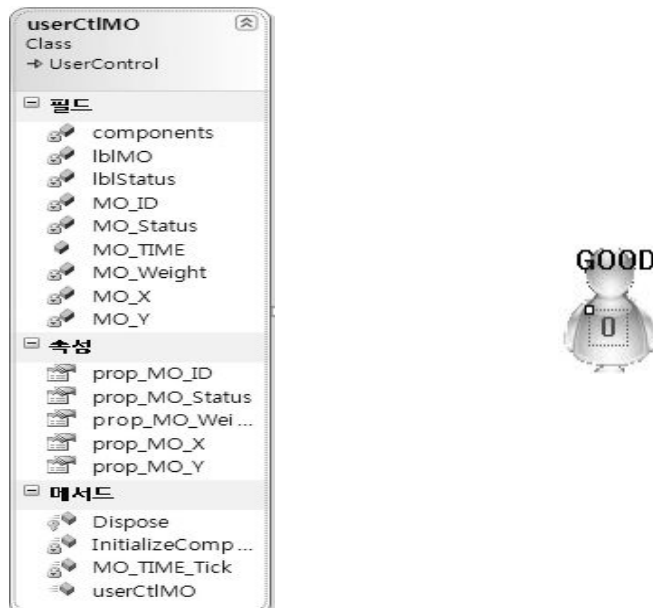 userCtlMO
Class
UserControl
필드
components
lblMO
lblStatus
MO_ID
MO_Status
MO_TIME
MO_Weight
MO_X
MO_Y
속성
prop_MO_ID
prop_MO_Status
prop_MO_Wei...
prop_MO_X
prop_MO_Y
메서드
Dispose
InitializeComp...
MO_TIME_Tick
userCtlMO
GOOD
0